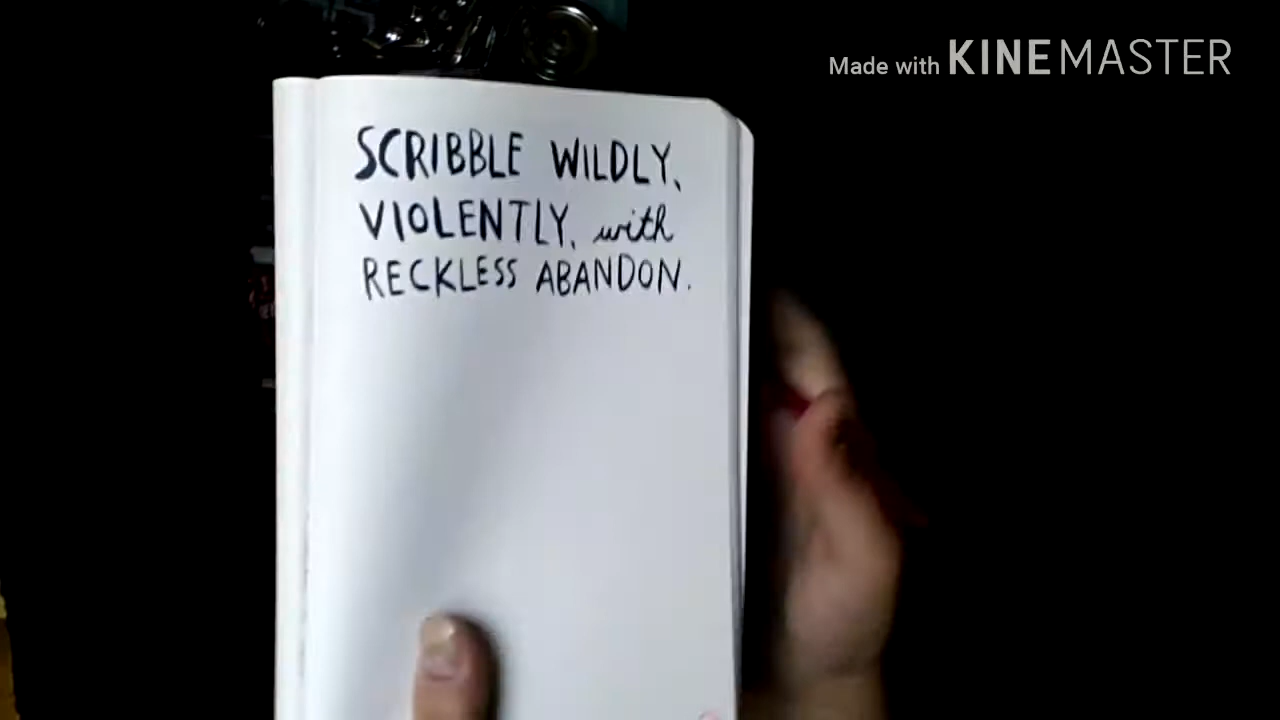 Made with KINEMASTER
SCRIBBLE WILDLY,
VIOLENTLY, with
RECKLESS ABANDON.